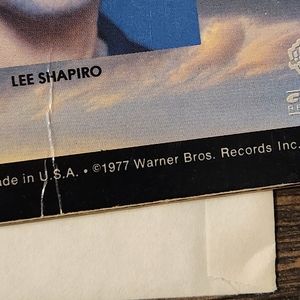 LEE SHAPIRO
ade in U.S.A. • ©1977 Warner Bros. Records Inc.